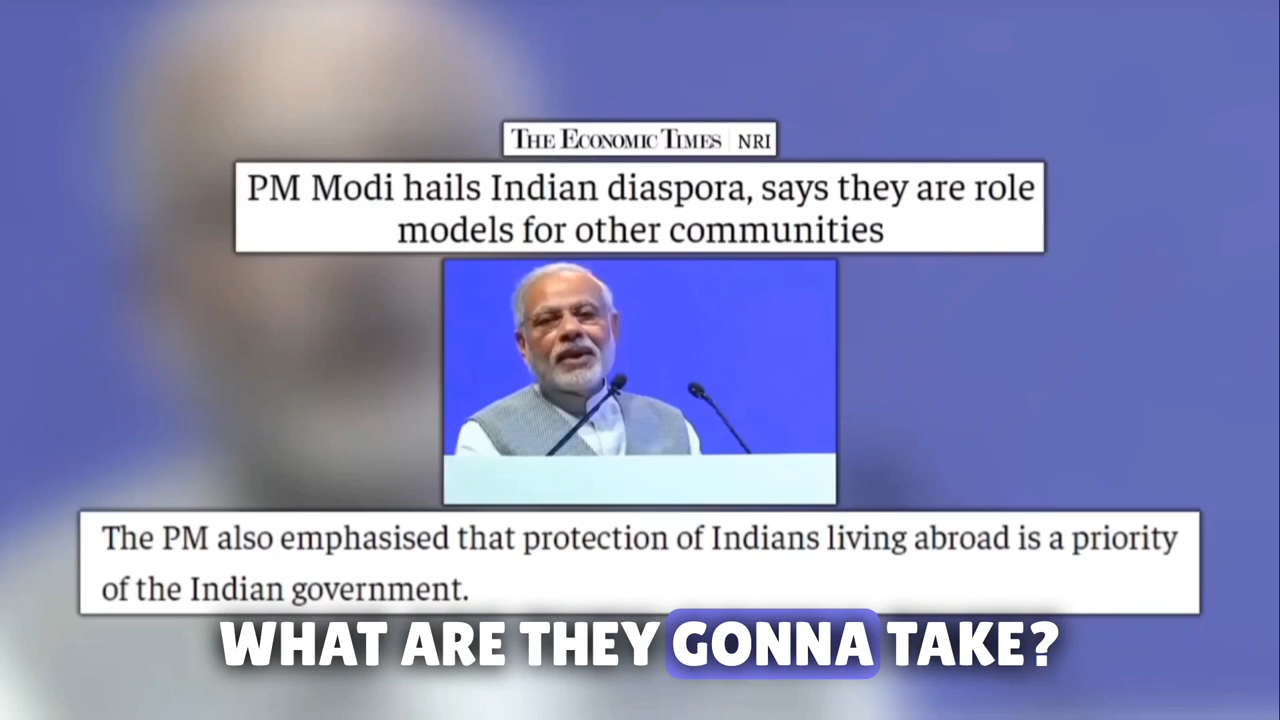 THE ECONOMIC TIMES | NRI
PM Modi hails Indian diaspora, says they are role
models for other communities
The PM also emphasised that protection of Indians living abroad is a priority
of the Indian government.
WHAT ARE THEY GONNA TAKE?